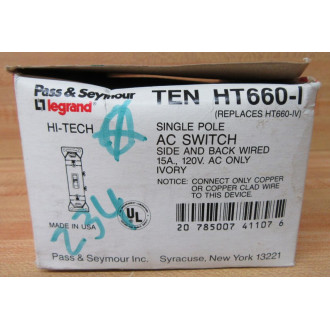 Pass & Seymour
legrand
TEN HT660-I
(REPLACES HT660-IV)
HI-TECH
SINGLE POLE
AC SWITCH
SIDE AND BACK WIRED
15A., 120V. AC ONLY
IVORY
NOTICE: CONNECT ONLY COPPER
OR COPPER CLAD WIRE
TO THIS DEVICE.
MADE IN USA
UL
234
20 785007 41107 6
Pass & Seymour Inc. Syracuse, New York 13221